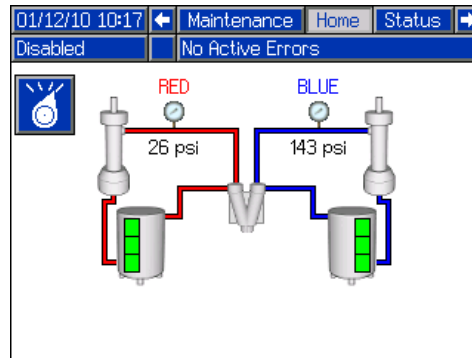 01/12/10 10:17 Maintenance Home Status
Disabled No Active Errors
RED BLUE
26 psi 143 psi